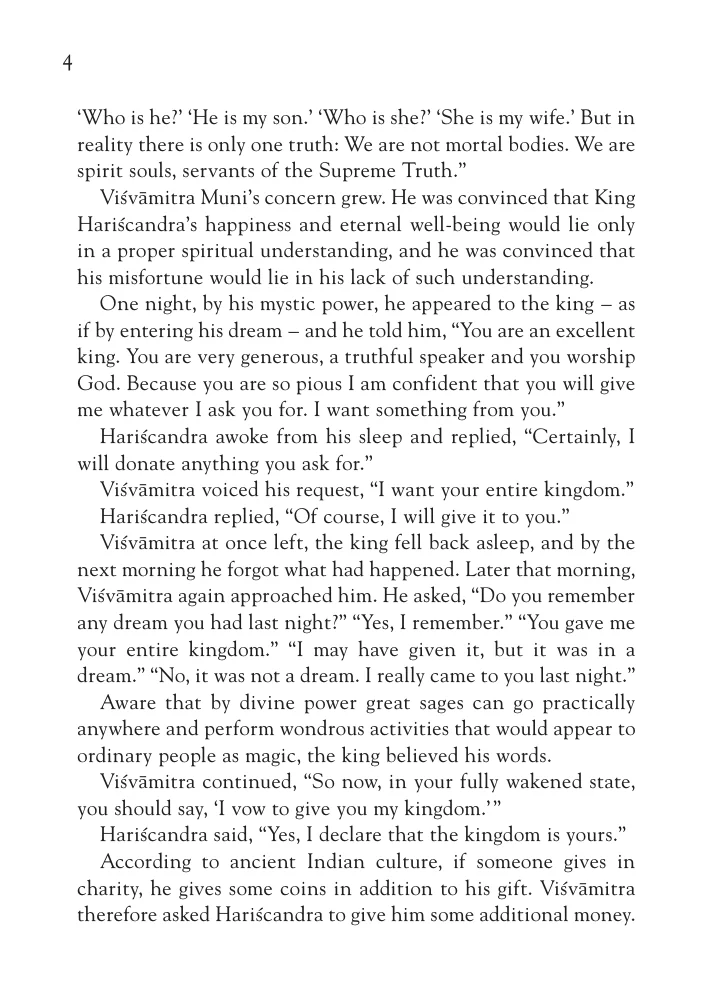 4
‘Who is he?’ ‘He is my son.’ ‘Who is she?’ ‘She is my wife.’ But in
reality there is only one truth: We are not mortal bodies. We are
spirit souls, servants of the Supreme Truth.”
Viśvāmitra Muni’s concern grew. He was convinced that King
Hariścandra’s happiness and eternal well-being would lie only
in a proper spiritual understanding, and he was convinced that
his misfortune would lie in his lack of such understanding.
One night, by his mystic power, he appeared to the king – as
if by entering his dream – and he told him, “You are an excellent
king. You are very generous, a truthful speaker and you worship
God. Because you are so pious I am confident that you will give
me whatever I ask you for. I want something from you.”
Hariścandra awoke from his sleep and replied, “Certainly, I
will donate anything you ask for.”
Viśvāmitra voiced his request, “I want your entire kingdom.”
Hariścandra replied, “Of course, I will give it to you.”
Viśvāmitra at once left, the king fell back asleep, and by the
next morning he forgot what had happened. Later that morning,
Viśvāmitra again approached him. He asked, “Do you remember
any dream you had last night?” “Yes, I remember.” “You gave me
your entire kingdom.” “I may have given it, but it was in a
dream.” “No, it was not a dream. I really came to you last night.”
Aware that by divine power great sages can go practically
anywhere and perform wondrous activities that would appear to
ordinary people as magic, the king believed his words.
Viśvāmitra continued, “So now, in your fully wakened state,
you should say, ‘I vow to give you my kingdom.’”
Hariścandra said, “Yes, I declare that the kingdom is yours.”
According to ancient Indian culture, if someone gives in
charity, he gives some coins in addition to his gift. Viśvāmitra
therefore asked Hariścandra to give him some additional money.